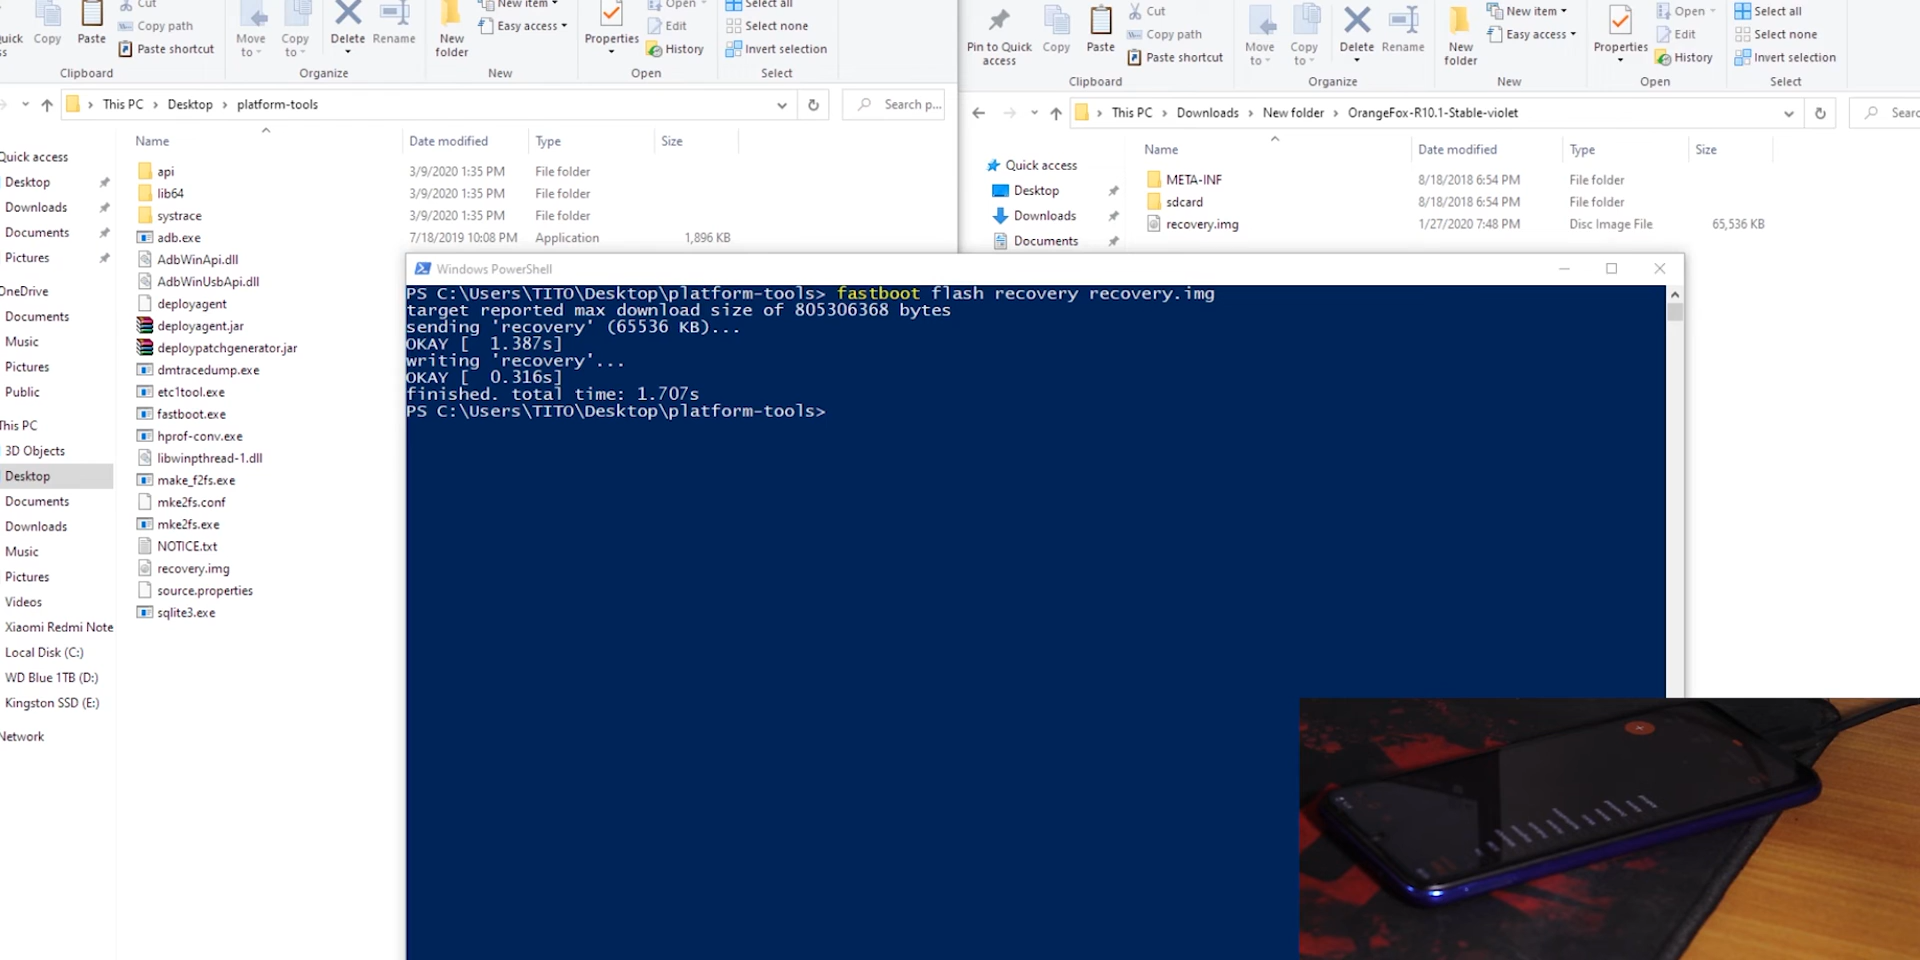 Cut
New item
Open
Select all
Copy path
Easy access
Edit
Select none
Copy
Paste
Paste shortcut
Move to
Copy to
Delete
Rename
New folder
Properties
History
Invert selection
Clipboard
Organize
New
Open
Select
This PC
Desktop
platform-tools
Search p...
Name
Date modified
Type
Size
api
3/9/2020 1:35 PM
File folder
lib64
3/9/2020 1:35 PM
File folder
systrace
3/9/2020 1:35 PM
File folder
adb.exe
7/18/2019 10:08 PM
Application
1,896 KB
AdbWinApi.dll
AdbWinUsbApi.dll
deployagent
deployagent.jar
deploypatchgenerator.jar
dmtracedump.exe
etc1tool.exe
fastboot.exe
hprof-conv.exe
libwinpthread-1.dll
make_f2fs.exe
mke2fs.conf
mke2fs.exe
NOTICE.txt
recovery.img
source.properties
sqlite3.exe
Quick access
Desktop
Downloads
Documents
Pictures
OneDrive
Documents
Music
Pictures
Public
This PC
3D Objects
Desktop
Documents
Downloads
Music
Pictures
Videos
Xiaomi Redmi Note
Local Disk (C:)
WD Blue 1TB (D:)
Kingston SSD (E:)
Network
Pin to Quick access
Copy
Paste
Cut
Copy path
Paste shortcut
Move to
Copy to
Delete
Rename
New folder
New item
Easy access
Properties
Open
Edit
History
Select all
Select none
Invert selection
Clipboard
Organize
New
Open
Select
This PC
Downloads
New folder
OrangeFox-R10.1-Stable-violet
Searc
Name
Date modified
Type
Size
Quick access
Desktop
Downloads
Documents
META-INF
8/18/2018 6:54 PM
File folder
sdcard
8/18/2018 6:54 PM
File folder
recovery.img
1/27/2020 7:48 PM
Disc Image File
65,536 KB
Windows PowerShell
PS C:\Users\TITO\Desktop\platform-tools> fastboot flash recovery recovery.img
target reported max download size of 805306368 bytes
sending 'recovery' (65536 KB)...
OKAY [  1.387s]
writing 'recovery'...
OKAY [  0.316s]
finished. total time: 1.707s
PS C:\Users\TITO\Desktop\platform-tools>